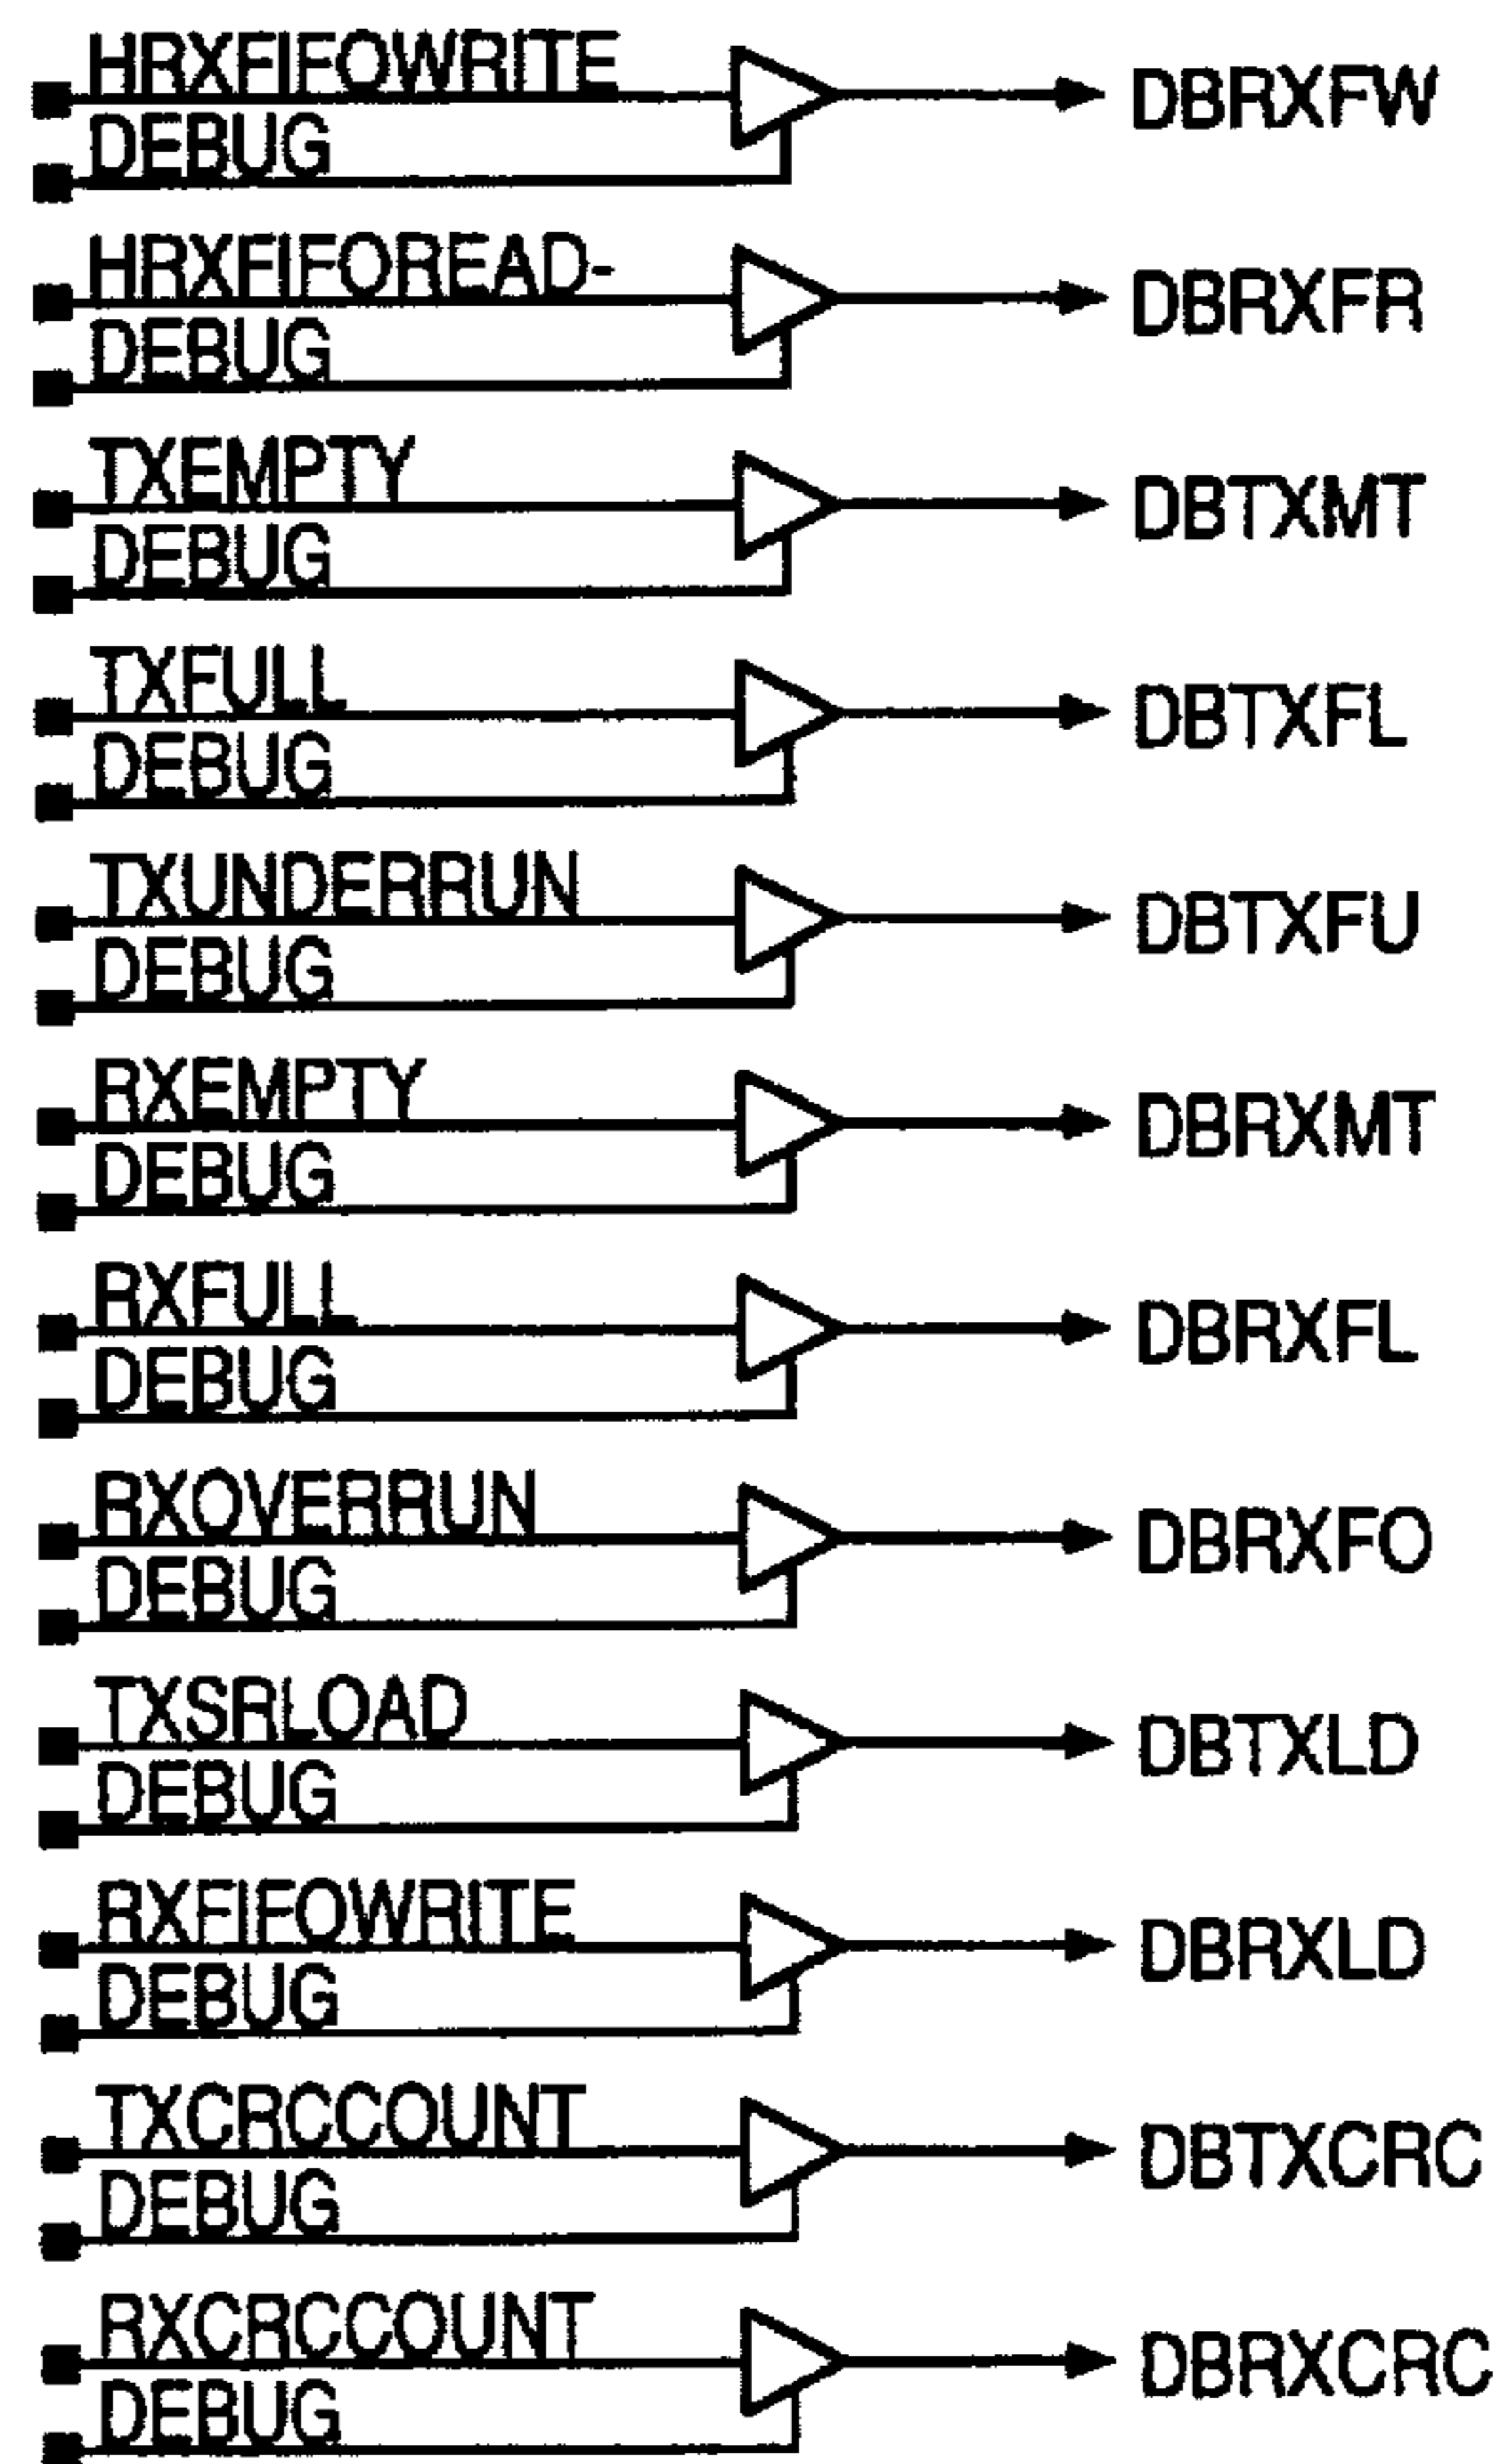 HRXFIFOWRITE
DBRXFW
DEBUG
HRXFIFOREAD-
DBRXFR
DEBUG
TXEMPTY
DBTXMT
DEBUG
TXFULL
DBTXFL
DEBUG
TXUNDERRUN
DBTXFU
DEBUG
RXEMPTY
DBRXMT
DEBUG
RXFULL
DBRXFL
DEBUG
RXOVERRUN
DBRXFO
DEBUG
TXSRLOAD
DBTXLD
DEBUG
RXFIFOWRITE
DBRXLD
DEBUG
TXCRCCOUNT
DBTXCRC
DEBUG
RXCRCCOUNT
DBRXCRC
DEBUG